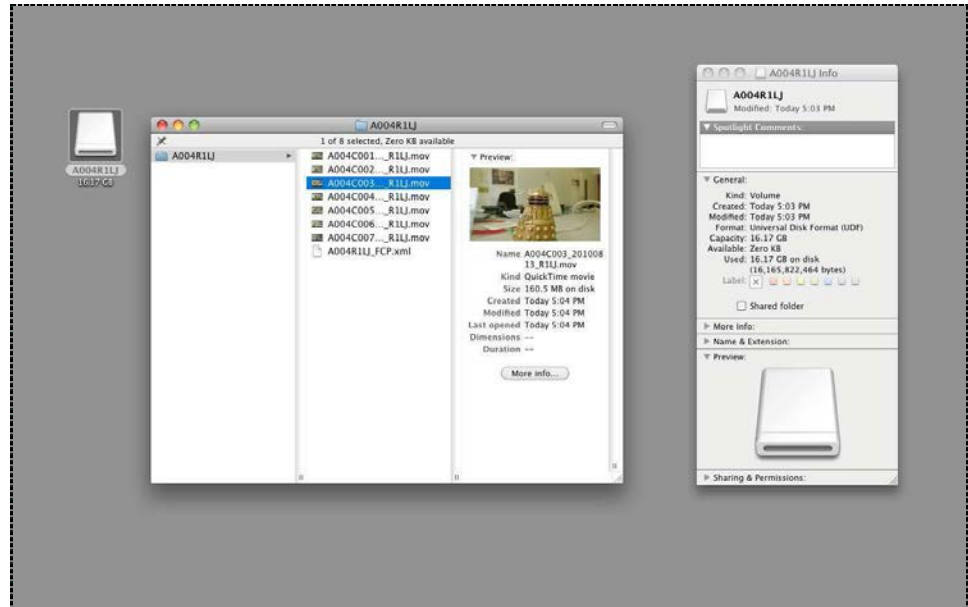 A004R1LJ
16.17 GB
A004R1LJ
1 of 8 selected, Zero KB available
A004R1LJ
A004C001..._R1LJ.mov
A004C002..._R1LJ.mov
A004C003..._R1LJ.mov
A004C004..._R1LJ.mov
A004C005..._R1LJ.mov
A004C006..._R1LJ.mov
A004C007..._R1LJ.mov
A004R1LJ_FCP.xml
Preview:
Name A004C003_201008
13_R1LJ.mov
Kind QuickTime movie
Size 160.5 MB on disk
Created Today 5:04 PM
Modified Today 5:04 PM
Last opened Today 5:04 PM
Dimensions --
Duration --
More info...
A004R1LJ Info
A004R1LJ
Modified: Today 5:03 PM
Spotlight Comments:
General:
Kind: Volume
Created: Today 5:03 PM
Modified: Today 5:03 PM
Format: Universal Disk Format (UDF)
Capacity: 16.17 GB
Available: Zero KB
Used: 16.17 GB on disk
(16,165,822,464 bytes)
Label: x
Shared folder
More Info:
Name & Extension:
Preview:
Sharing & Permissions: